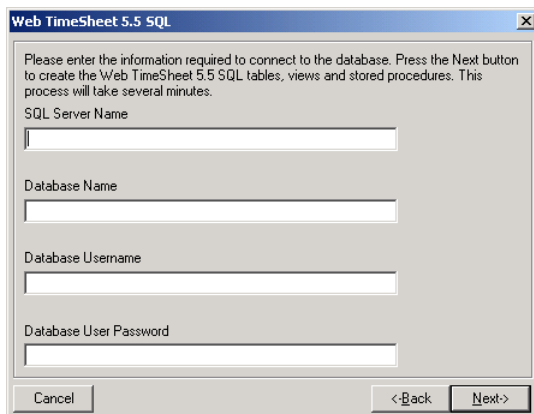 Web TimeSheet 5.5 SQL
Please enter the information required to connect to the database. Press the Next button
to create the Web TimeSheet 5.5 SQL tables, views and stored procedures. This
process will take several minutes.
SQL Server Name
Database Name
Database Username
Database User Password
Cancel
<-Back
Next->